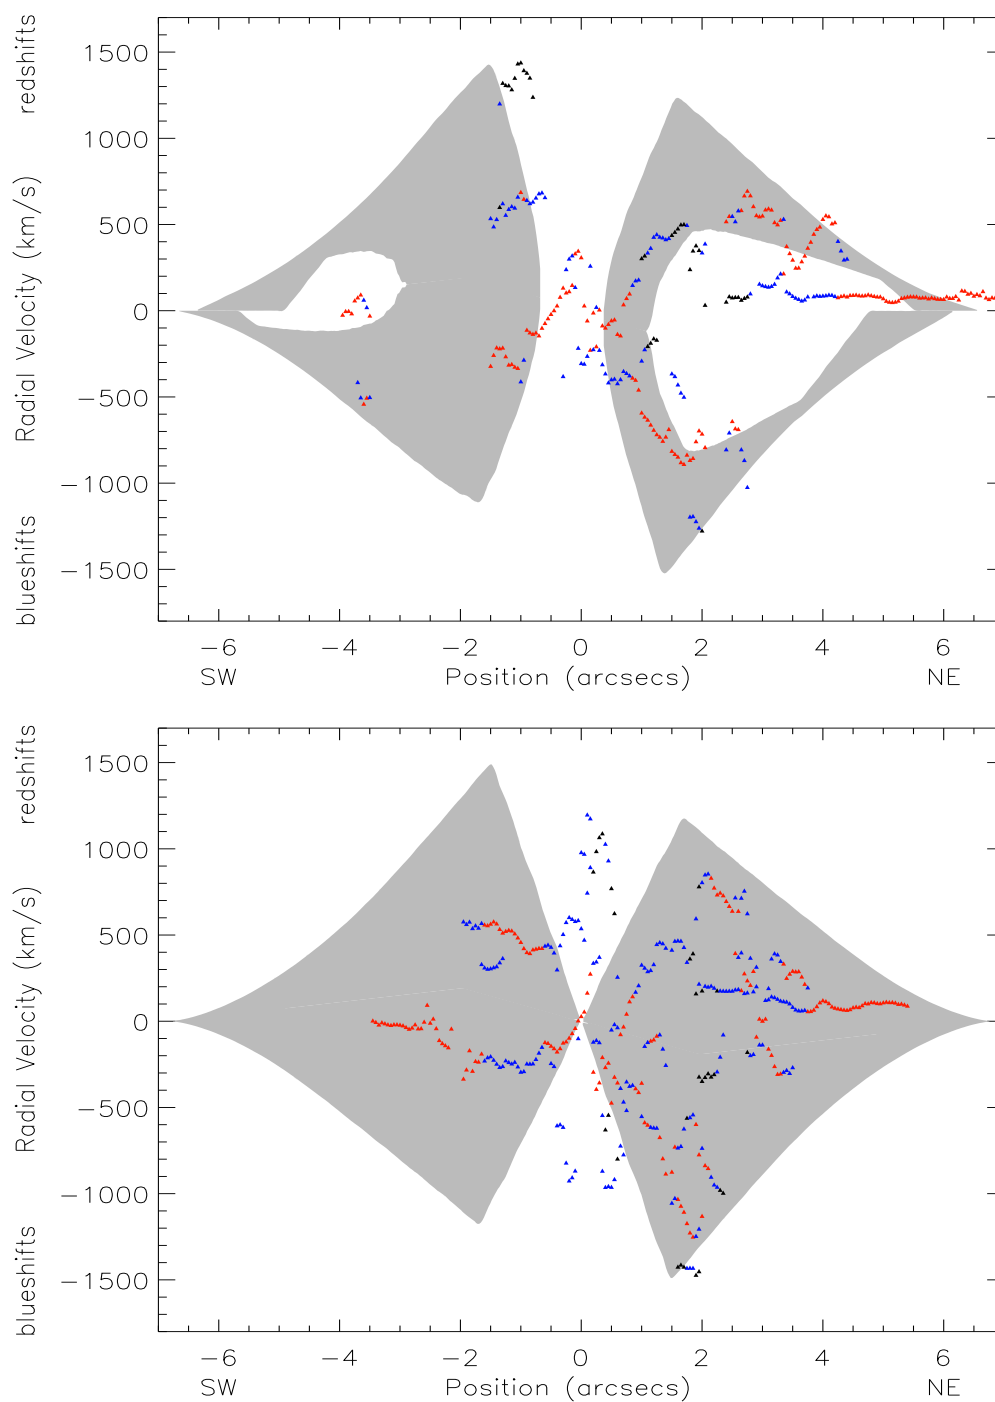 redshifts
Radial Velocity (km/s)
blueshifts
1500
1000
500
0
−500
−1000
−1500
−6 −4 −2 0 2 4 6
SW Position (arcsecs) NE
redshifts
Radial Velocity (km/s)
blueshifts
1500
1000
500
0
−500
−1000
−1500
−6 −4 −2 0 2 4 6
SW Position (arcsecs) NE